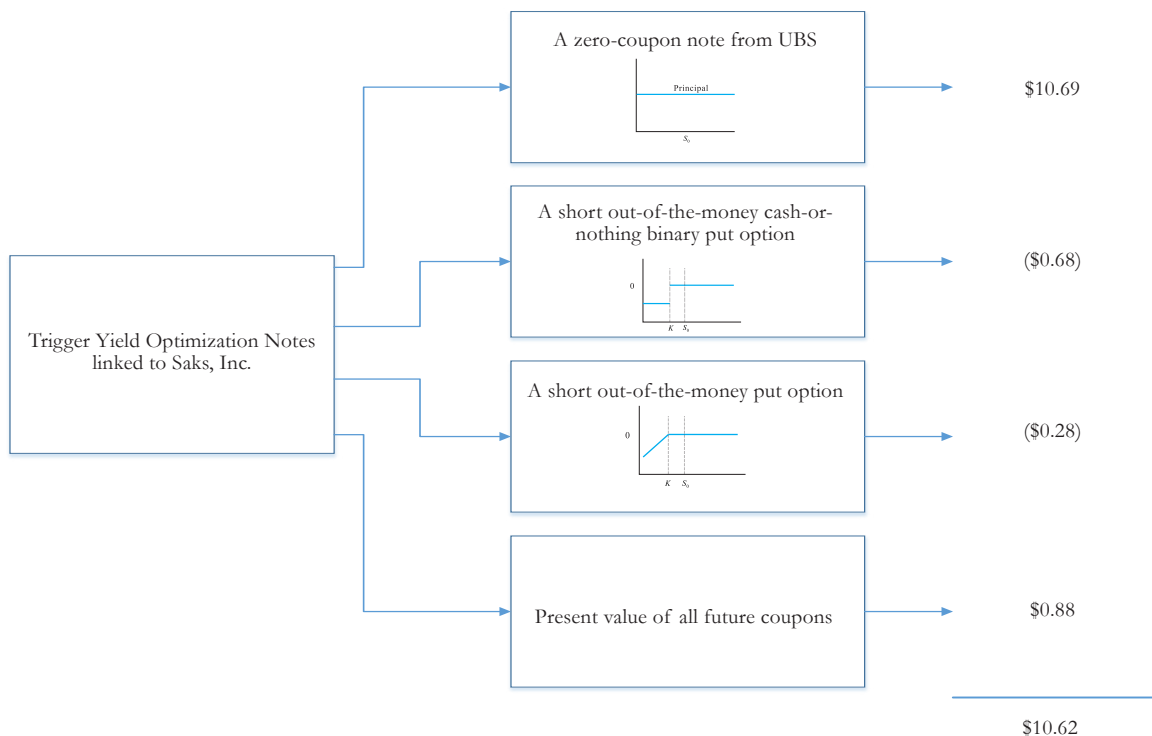 A zero-coupon note from UBS
Principal
S0
$10.69
A short out-of-the-money cash-or-
nothing binary put option
0
K
S0
($0.68)
Trigger Yield Optimization Notes
linked to Saks, Inc.
A short out-of-the-money put option
0
K
S0
($0.28)
Present value of all future coupons
$0.88
$10.62